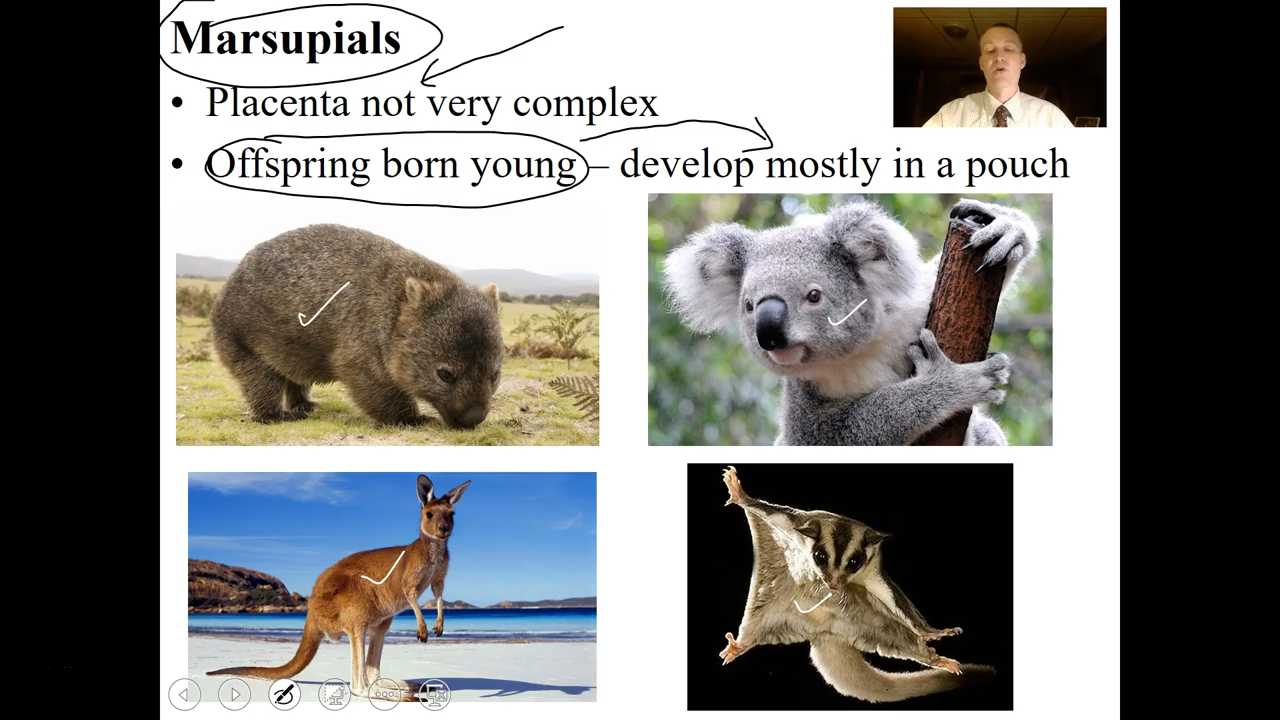 Marsupials
• Placenta not very complex
• Offspring born young – develop mostly in a pouch